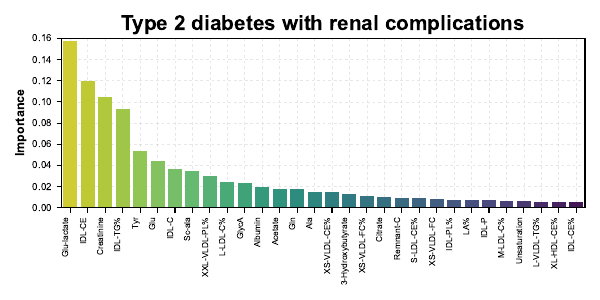 Type 2 diabetes with renal complications
Importance
0.16
0.14
0.12
0.10
0.08
0.06
0.04
0.02
0.00
Glu-lactate
IDL-CE
Creatinine
IDL-TG%
Tyr
Glu
IDL-C
Sc-ala
XXL-VLDL-PL%
L-LDL-C%
GlycA
Albumin
Acetate
Gln
Ala
XS-VLDL-CE%
3-Hydroxybutyrate
XS-VLDL-FC%
Citrate
Remnant-C
S-LDL-CE%
XS-VLDL-FC
IDL-PL%
LA%
IDL-P
M-LDL-C%
Unsaturation
L-VLDL-TG%
XL-HDL-CE%
IDL-CE%